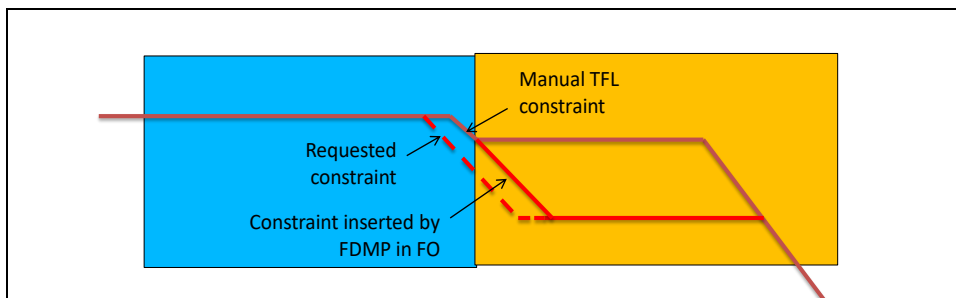 Manual TFL
constraint
Requested
constraint
Constraint inserted by
FDMP in FO